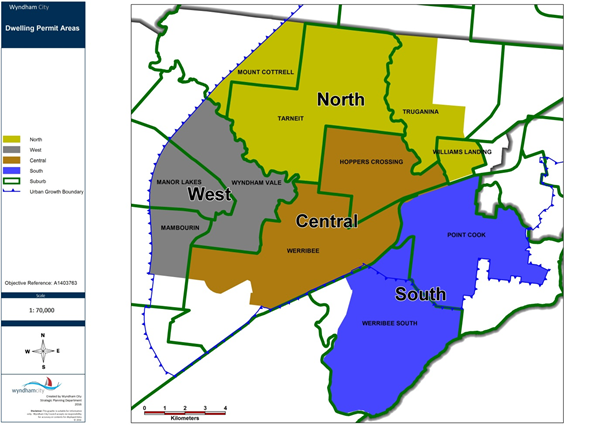 Wyndham City
Dwelling Permit Areas
North
West
Central
South
Suburb
Urban Growth Boundary
Objective Reference: A1403763
Scale
1: 70,000
N
W E
S
wyndhamcity
Created by Wyndham City
Strategic Planning Department
MOUNT COTTRELL
North
TRUGANINA
TARNEIT
WILLIAMS LANDING
HOPPERS CROSSING
MANOR LAKES
WYNDHAM VALE
West
MAMBOURIN
Central
POINT COOK
WERRIBEE
South
WERRIBEE SOUTH
0 1 2 3 4
Kilometers